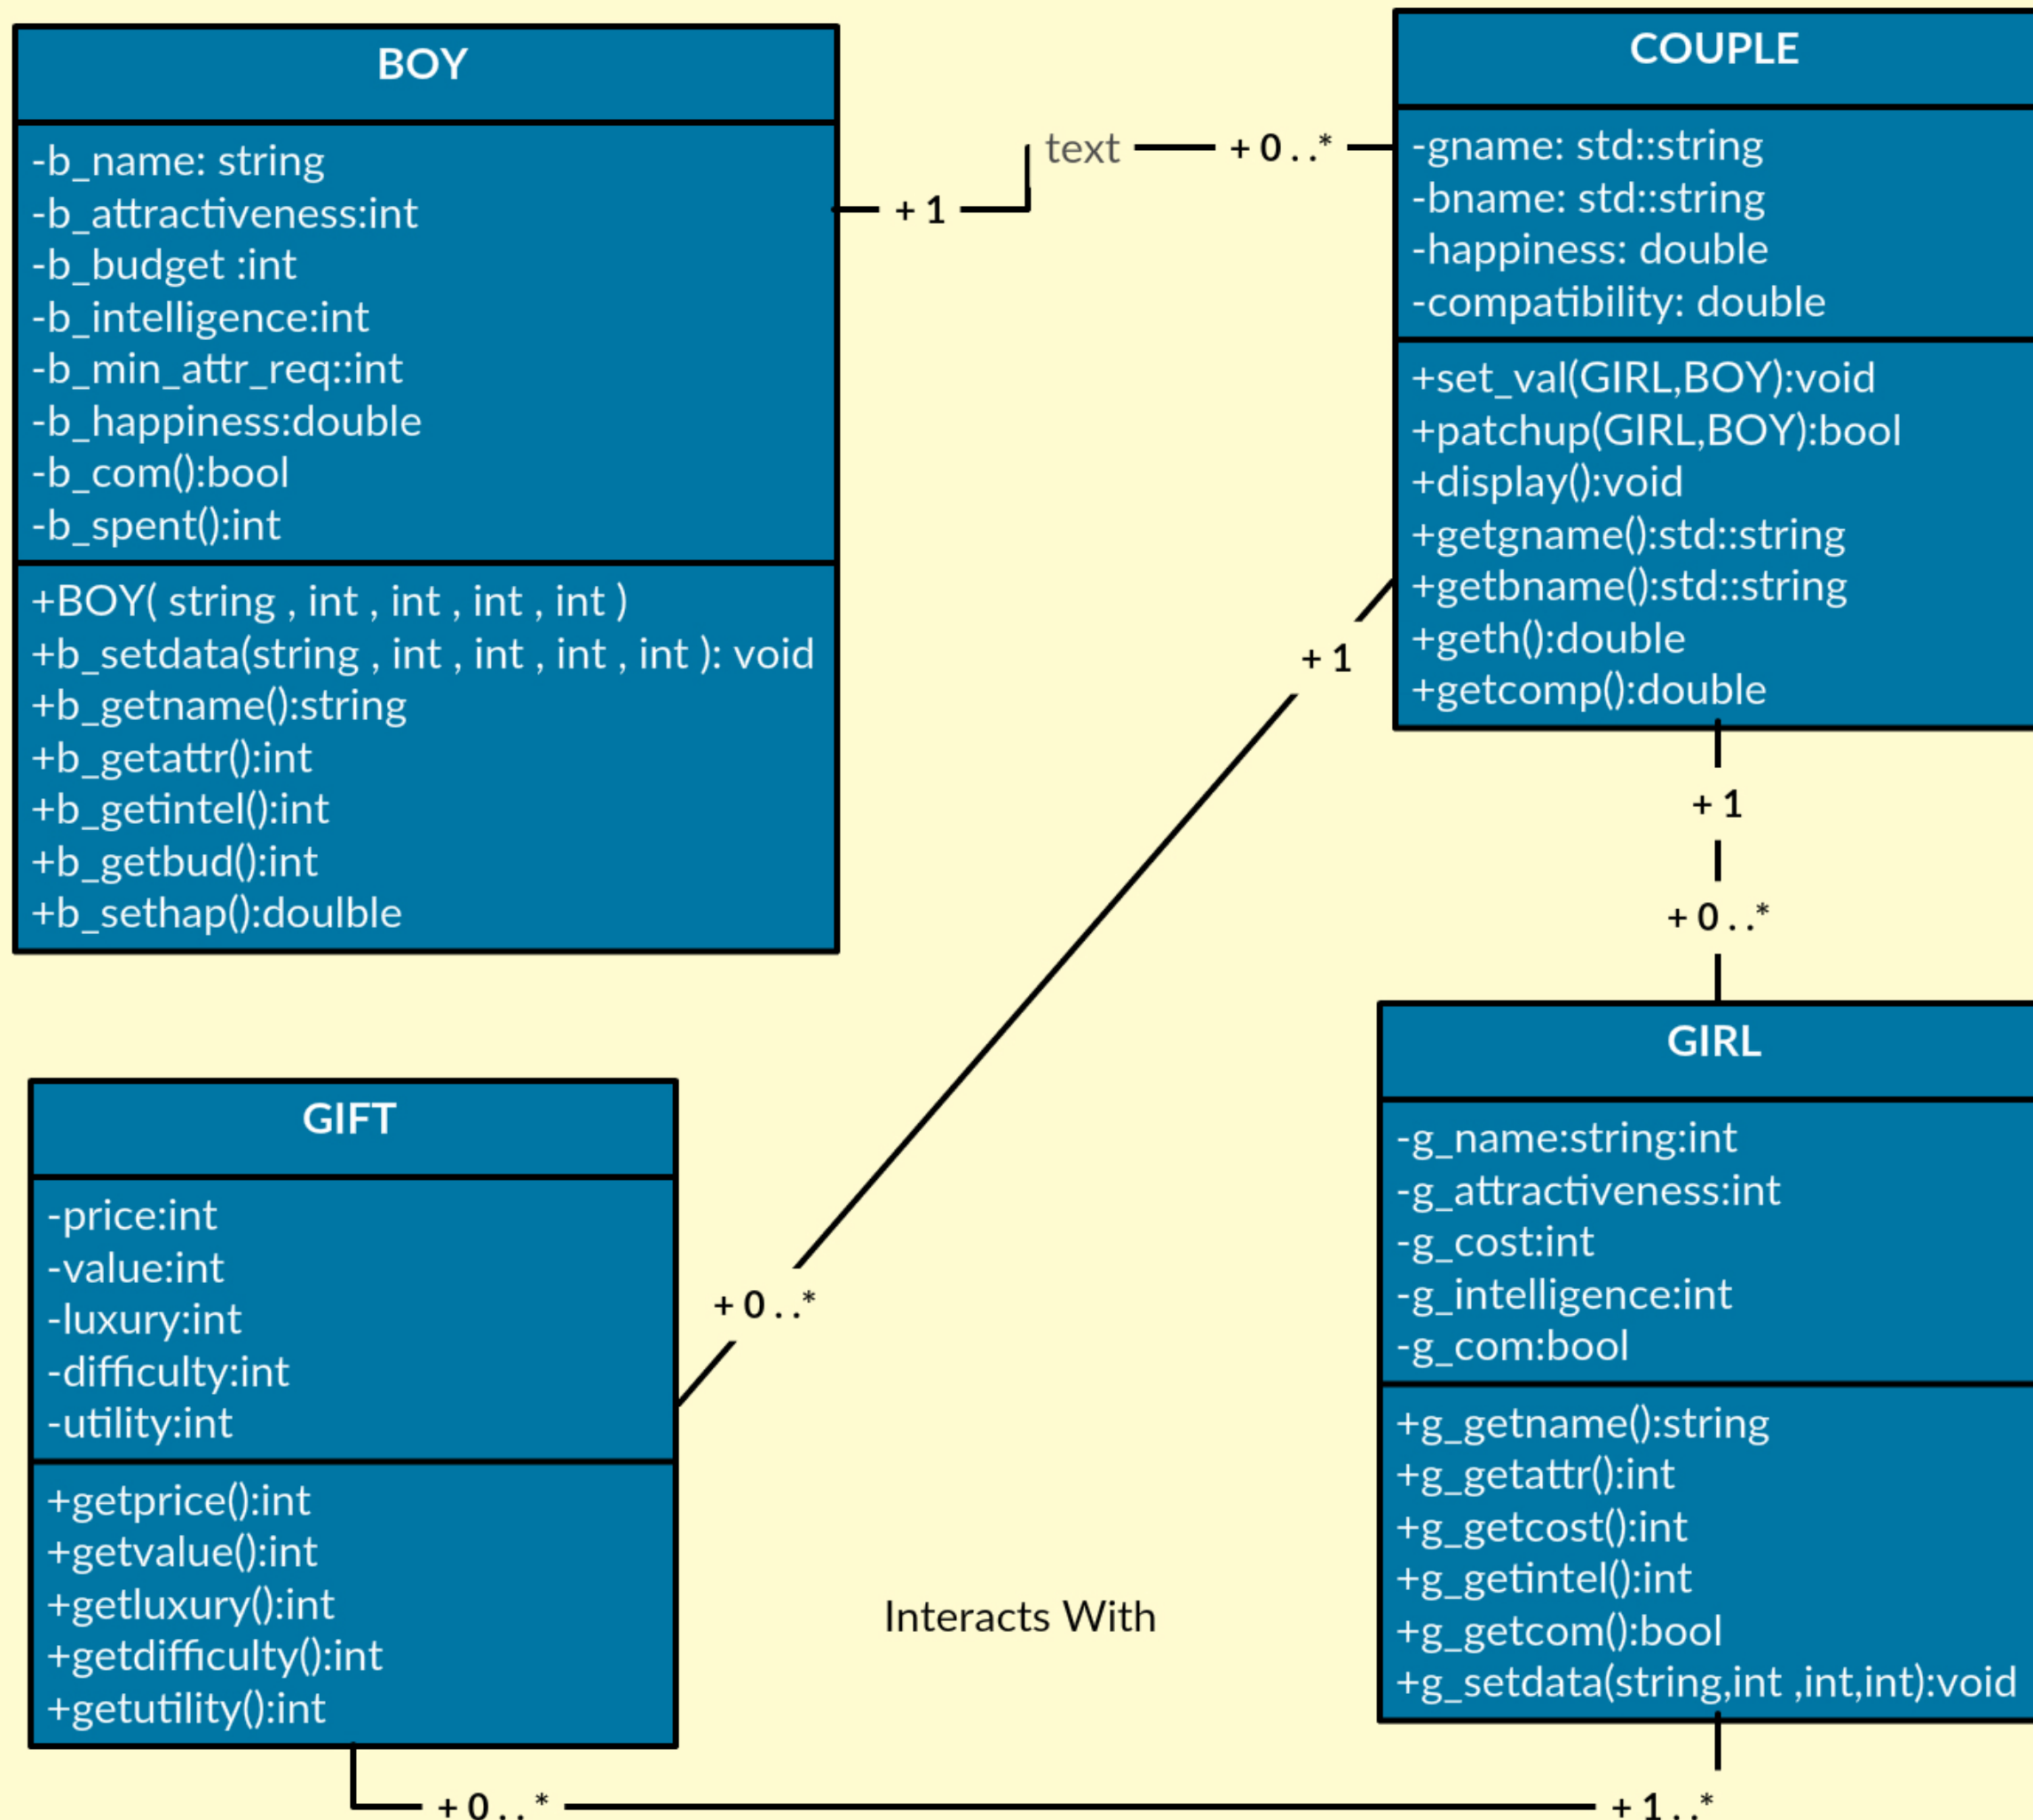 BOY
-b_name: string
-b_attractiveness:int
-b_budget :int
-b_intelligence:int
-b_min_attr_req::int
-b_happiness:double
-b_com():bool
-b_spent():int
+BOY( string , int , int , int , int )
+b_setdata(string , int , int , int , int ): void
+b_getname():string
+b_getattr():int
+b_getintel():int
+b_getbud():int
+b_sethap():doulble
+ 1
text
+ 0 . .*
COUPLE
-gname: std::string
-bname: std::string
-happiness: double
-compatibility: double
+set_val(GIRL,BOY):void
+patchup(GIRL,BOY):bool
+display():void
+getgname():std::string
+getbname():std::string
+geth():double
+getcomp():double
+ 1
+ 0 . .*
+ 1
+ 0 . .*
GIFT
-price:int
-value:int
-luxury:int
-difficulty:int
-utility:int
+getprice():int
+getvalue():int
+getluxury():int
+getdifficulty():int
+getutility():int
GIRL
-g_name:string:int
-g_attractiveness:int
-g_cost:int
-g_intelligence:int
-g_com:bool
+g_getname():string
+g_getattr():int
+g_getcost():int
+g_getintel():int
+g_getcom():bool
+g_setdata(string,int ,int,int):void
Interacts With
+ 0 . . *
+ 1 . .*